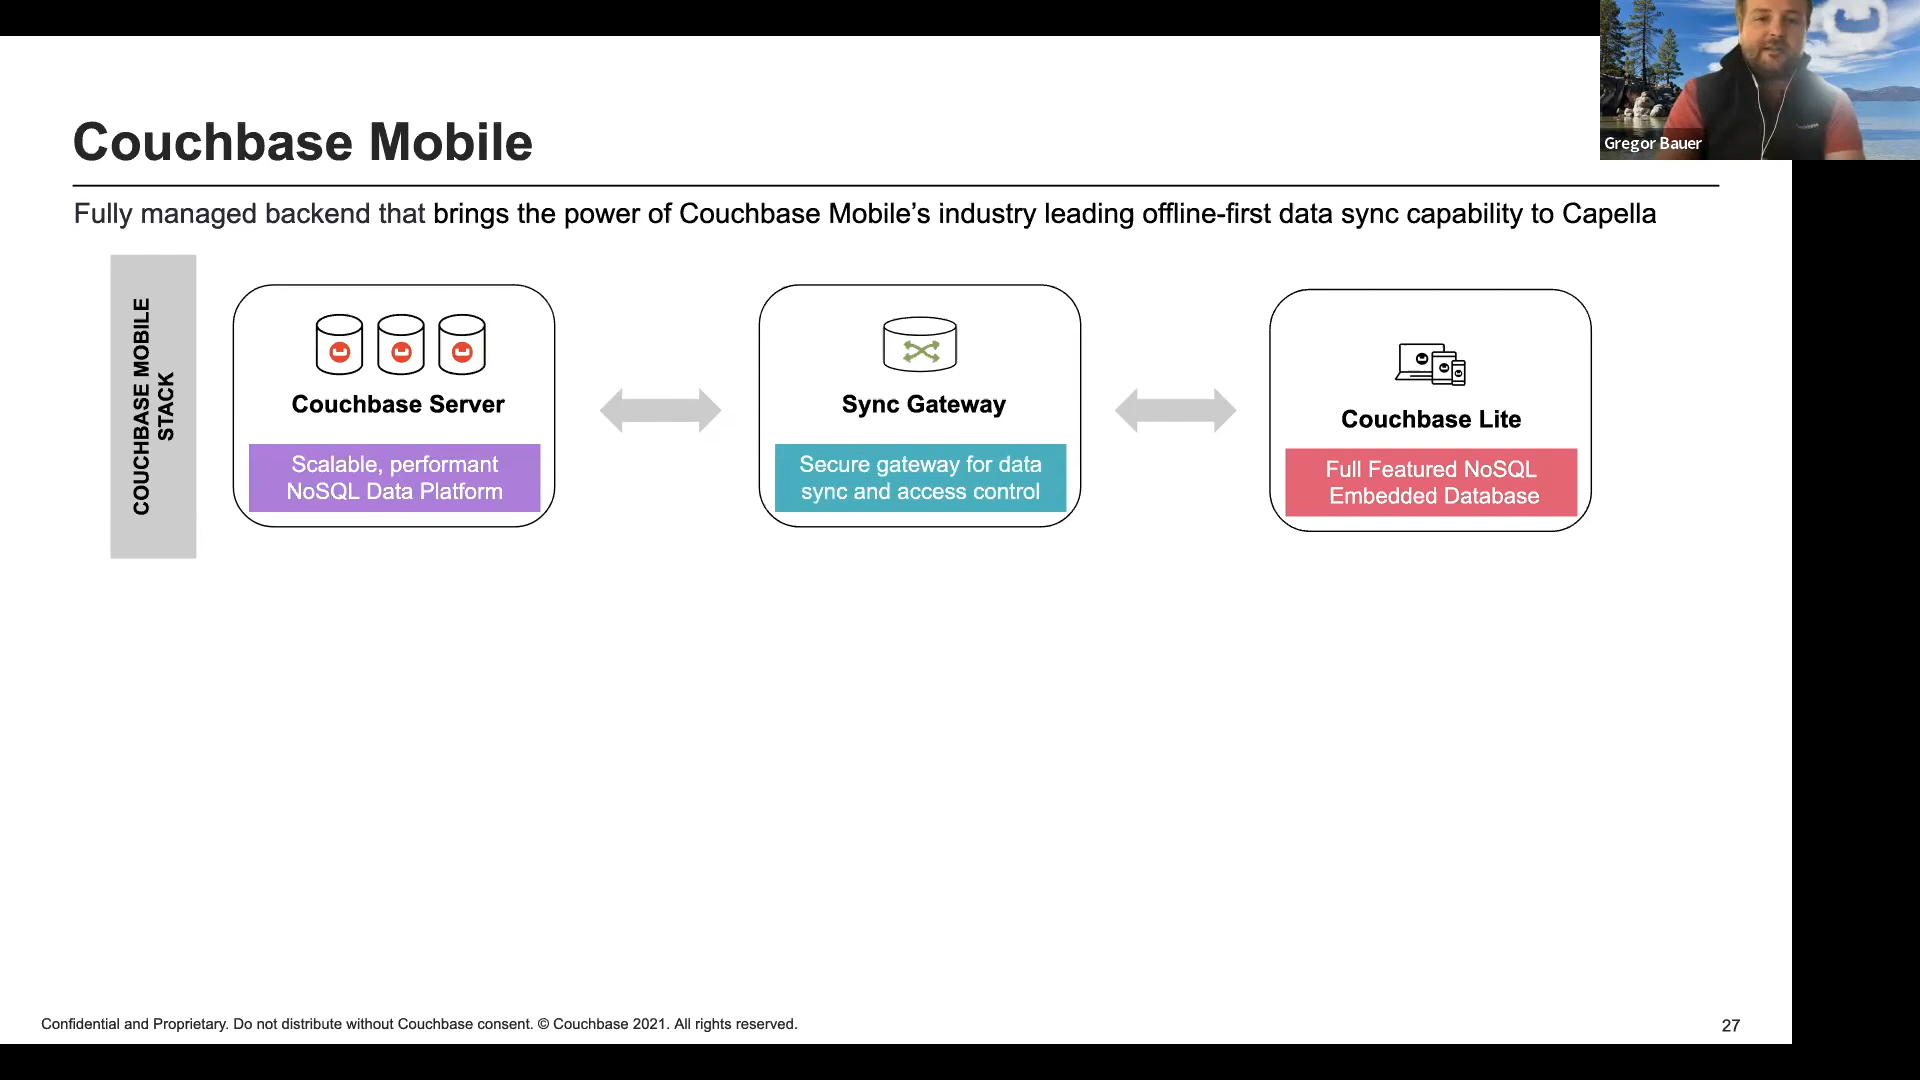 Couchbase Mobile
Gregor Bauer
Fully managed backend that brings the power of Couchbase Mobile’s industry leading offline-first data sync capability to Capella
COUCHBASE MOBILE
STACK
Couchbase Server
Scalable, performant
NoSQL Data Platform
Sync Gateway
Secure gateway for data
sync and access control
Couchbase Lite
Full Featured NoSQL
Embedded Database
Confidential and Proprietary. Do not distribute without Couchbase consent. © Couchbase 2021. All rights reserved.
27